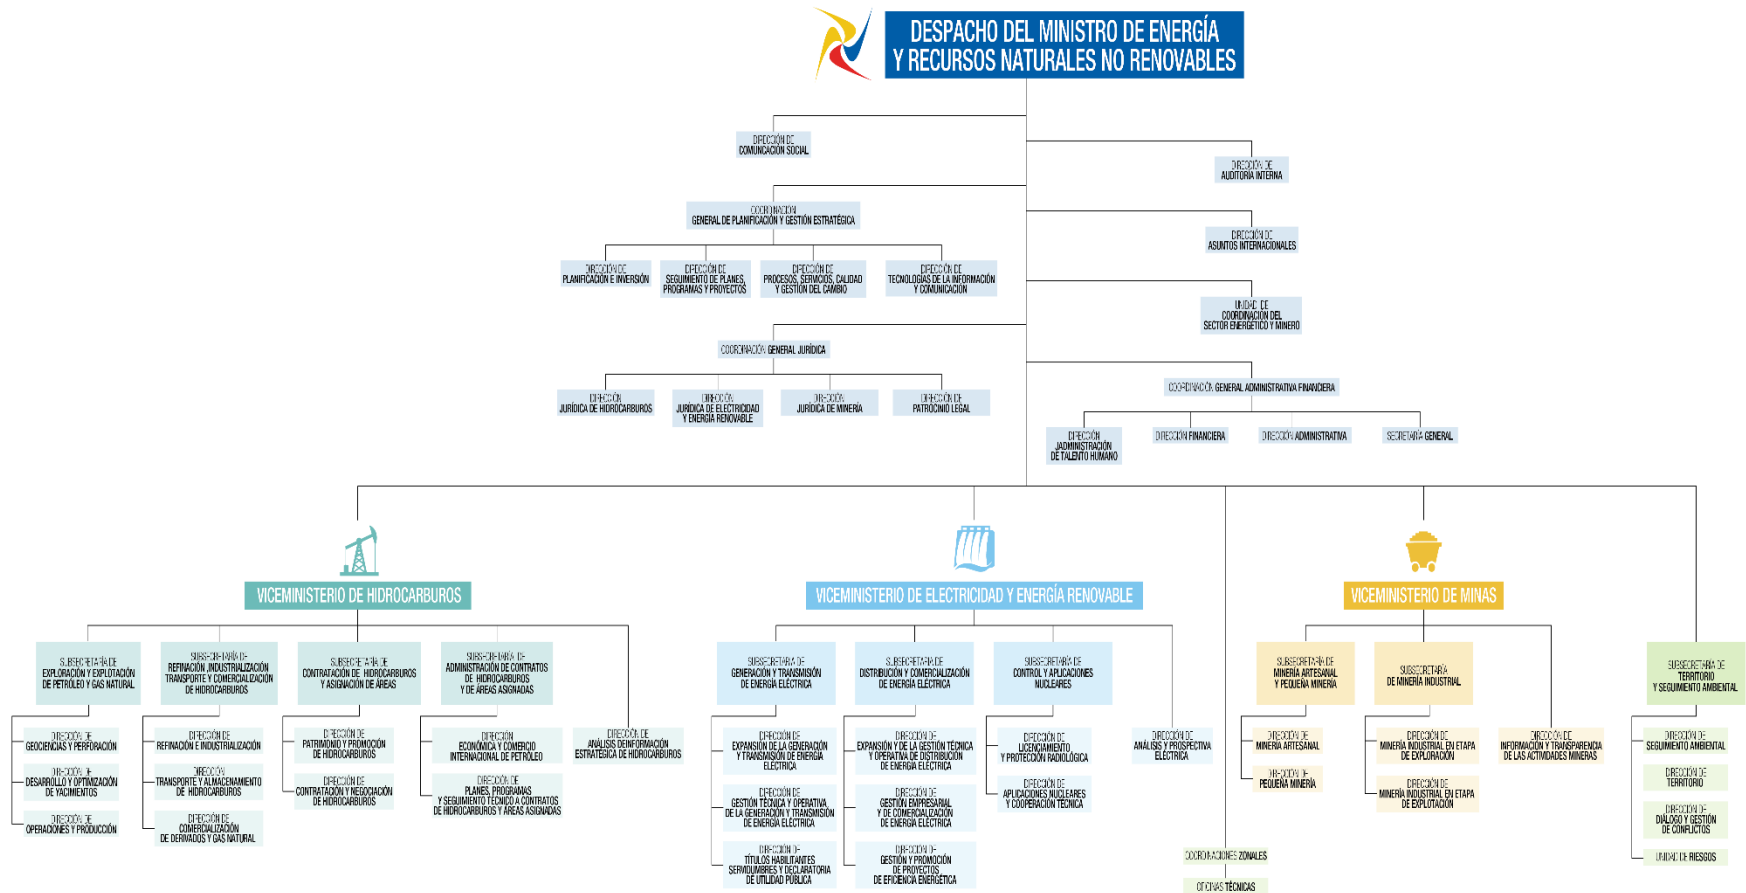 DESPACHO DEL MINISTRO DE ENERGÍA
Y RECURSOS NATURALES NO RENOVABLES
DIRECCIÓN DE
COMUNCACIÓN SOCIAL
DIRECCIÓN DE
AUDITORÍA INTERNA
COORDINACIÓN
GENERAL DE PLANIFICACIÓN Y GESTIÓN ESTRATÉGICA
DIRECCIÓN DE
ASUNTOS INTERNACIONALES
DIRECCIÓN DE
PLANIFICACIÓN E INVERSIÓN
DIRECCIÓN DE
SEGUIMIENTO DE PLANES,
PROGRAMAS Y PROYECTOS
DIRECCIÓN DE
PROCESOS, SERVICIOS, CALIDAD
Y GESTIÓN DEL CAMBIO
DIRECCIÓN DE
TECNOLOGÍAS DE LA INFORMACIÓN
Y COMUNICACIÓN
UNIDAD DE
COORDINACIÓN DEL
SECTOR ENERGÉTICO Y MINERO
COORDINACIÓN GENERAL JURÍDICA
COORDINACIÓN GENERAL ADMINISTRATIVA FINANCIERA
DIRECCIÓN
JURÍDICA DE HIDROCARBUROS
DIRECCIÓN
JURÍDICA DE ELECTRICIDAD
Y ENERGÍA RENOVABLE
DIRECCIÓN
JURÍDICA DE MINERÍA
DIRECCIÓN DE
PATROCINIO LEGAL
DIRECCIÓN
JADMINISTRACIÓN
DE TALENTO HUMANO
DIRECCIÓN FINANCIERA
DIRECCIÓN ADMINISTRATIVA
SECRETARÍA GENERAL
VICEMINISTERIO DE HIDROCARBUROS
VICEMINISTERIO DE ELECTRICIDAD Y ENERGÍA RENOVABLE
VICEMINISTERIO DE MINAS
SUBSECRETARÍA DE
EXPLORACIÓN Y EXPLOTACIÓN
DE PETRÓLEO Y GAS NATURAL
SUBSECRETARÍA DE
REFINACIÓN ,INDUSTRIALIZACIÓN
TRANSPORTE Y COMERCIALIZACIÓN
DE HIDROCARBUROS
SUBSECRETARÍA DE
CONTRATACIÓN DE HIDROCARBUROS
Y ASIGNACIÓN DE ÁREAS
SUBSECRETARÍA DE
ADMINISTRACIÓN DE CONTRATOS
DE HIDROCARBUROS
Y DE ÁREAS ASIGNADAS
SUBSECRETARIA DE
GENERACIÓN Y TRANSMISIÓN
DE ENERGÍA ELÉCTRICA
SUBSECRETARIA DE
DISTRIBUCIÓN Y COMERCIALIZACIÓN
DE ENERGÍA ELÉCTRICA
SUBSECRETARÍA DE
CONTROL Y APLICACIONES
NUCLEARES
SUBSECRETARÍA DE
MINERÍA ARTESANAL
Y PEQUEÑA MINERÍA
SUBSECRETARÍA
DE MINERÍA INDUSTRIAL
SUBSECRETARÍA DE
TERRITORIO
Y SEGUIMIENTO AMBIENTAL
DIRECCIÓN DE
GEOCIENCIAS Y PERFORACIÓN
DIRECCIÓN DE
DESARROLLO Y OPTIMIZACIÓN
DE YACIMIENTOS
DIRECCIÓN DE
OPERACIONES Y PRODUCCIÓN
DIRECCIÓN DE
REFINACIÓN E INDUSTRIALIZACIÓN
DIRECCIÓN
TRANSPORTE Y ALMACENAMIENTO
DE HIDROCARBUROS
DIRECCIÓN DE
COMERCIALIZACIÓN
DE DERIVADOS Y GAS NATURAL
DIRECCIÓN DE
PATRIMONIO Y PROMOCIÓN
DE HIDROCARBUROS
DIRECCIÓN DE
CONTRATACIÓN Y NEGOCIACIÓN
DE HIDROCARBUROS
DIRECCIÓN
ECONÓMICA Y COMERCIO
INTERNACIONAL DE PETRÓLEO
DIRECCIÓN DE
PLANES, PROGRAMAS
Y SEGUIMIENTO TÉCNICO A CONTRATOS
DE HIDROCARBUROS Y ÁREAS ASIGNADAS
DIRECCIÓN DE
ANÁLISIS DEINFORMACIÓN
ESTRATÉGICA DE HIDROCARBUROS
DIRECCIÓN DE
EXPANSIÓN DE LA GENERACIÓN
Y TRANSMISIÓN DE ENERGÍA
ELÉCTRICA
DIRECCIÓN DE
GESTIÓN TÉCNICA Y OPERATIVA
DE LA GENERACIÓN Y TRANSMISIÓN
DE ENERGÍA ELÉCTRICA
DIRECCIÓN DE
TÍTULOS HABILITANTES
SERVIDUMBRES Y DECLARATORIA
DE UTILIDAD PÚBLICA
DIRECCIÓN DE
EXPANSIÓN Y DE LA GESTIÓN TÉCNICA
Y OPERATIVA DE DISTRIBUCIÓN
DE ENERGÍA ELÉCTRICA
DIRECCIÓN DE
GESTIÓN EMPRESARIAL
Y DE COMERCIALIZACIÓN
DE ENERGÍA ELÉCTRICA
DIRECCIÓN DE
GESTIÓN Y PROMOCIÓN
DE PROYECTOS
DE EFICIENCIA ENERGÉTICA
DIRECCIÓN DE
LICENCIAMIENTO
Y PROTECCIÓN RADIOLÓGICA
DIRECCIÓN DE
APLICACIONES NUCLEARES
Y COOPERACIÓN TÉCNICA
DIRECCIÓN DE
ANÁLISIS Y PROSPECTIVA
ELÉCTRICA
COORDINACIONES ZONALES
OFICINAS TÉCNICAS
DIRECCIÓN DE
MINERÍA ARTESANAL
DIRECCIÓN DE
PEQUEÑA MINERÍA
DIRECCIÓN DE
MINERÍA INDUSTRIAL EN ETAPA
DE EXPLORACIÓN
DIRECCIÓN DE
MINERÍA INDUSTRIAL EN ETAPA
DE EXPLOTACIÓN
DIRECCIÓN DE
INFORMACIÓN Y TRANSPARENCIA
DE LAS ACTIVIDADES MINERAS
DIRECCIÓN DE
SEGUIMIENTO AMBIENTAL
DIRECCIÓN DE
TERRITORIO
DIRECCIÓN DE
DIÁLOGO Y GESTIÓN
DE CONFLICTOS
UNIDAD DE RIESGOS